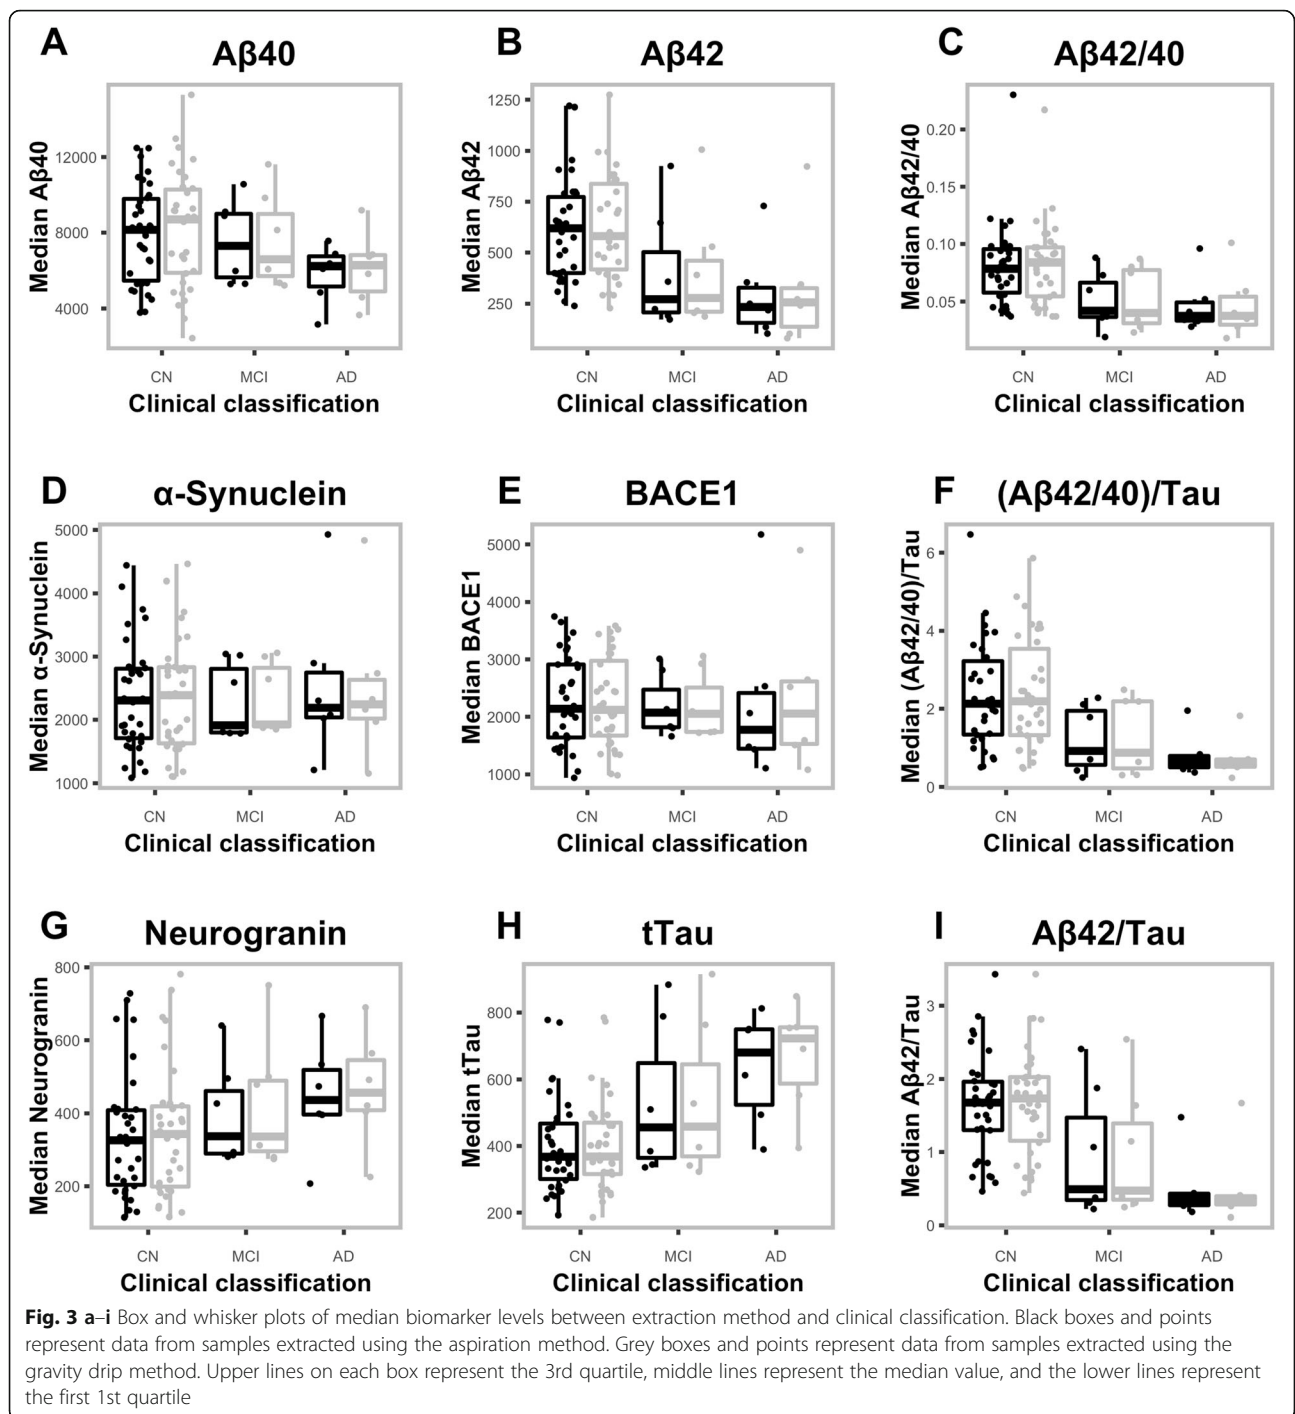 A
Aβ40
Median Aβ40
12000
8000
4000
CN MCI AD
Clinical classification
B
Aβ42
Median Aβ42
1250
1000
750
500
250
CN MCI AD
Clinical classification
C
Aβ42/40
Median Aβ42/40
0.20
0.15
0.10
0.05
CN MCI AD
Clinical classification
D
α-Synuclein
Median α-Synuclein
5000
4000
3000
2000
1000
CN MCI AD
Clinical classification
E
BACE1
Median BACE1
5000
4000
3000
2000
1000
CN MCI AD
Clinical classification
F
(Aβ42/40)/Tau
Median (Aβ42/40)/Tau
6
4
2
0
CN MCI AD
Clinical classification
G
Neurogranin
Median Neurogranin
800
600
400
200
CN MCI AD
Clinical classification
H
tTau
Median tTau
800
600
400
200
CN MCI AD
Clinical classification
I
Aβ42/Tau
Median Aβ42/Tau
3
2
1
0
CN MCI AD
Clinical classification
Fig. 3 a–i Box and whisker plots of median biomarker levels between extraction method and clinical classification. Black boxes and points
represent data from samples extracted using the aspiration method. Grey boxes and points represent data from samples extracted using the
gravity drip method. Upper lines on each box represent the 3rd quartile, middle lines represent the median value, and the lower lines represent
the first 1st quartile